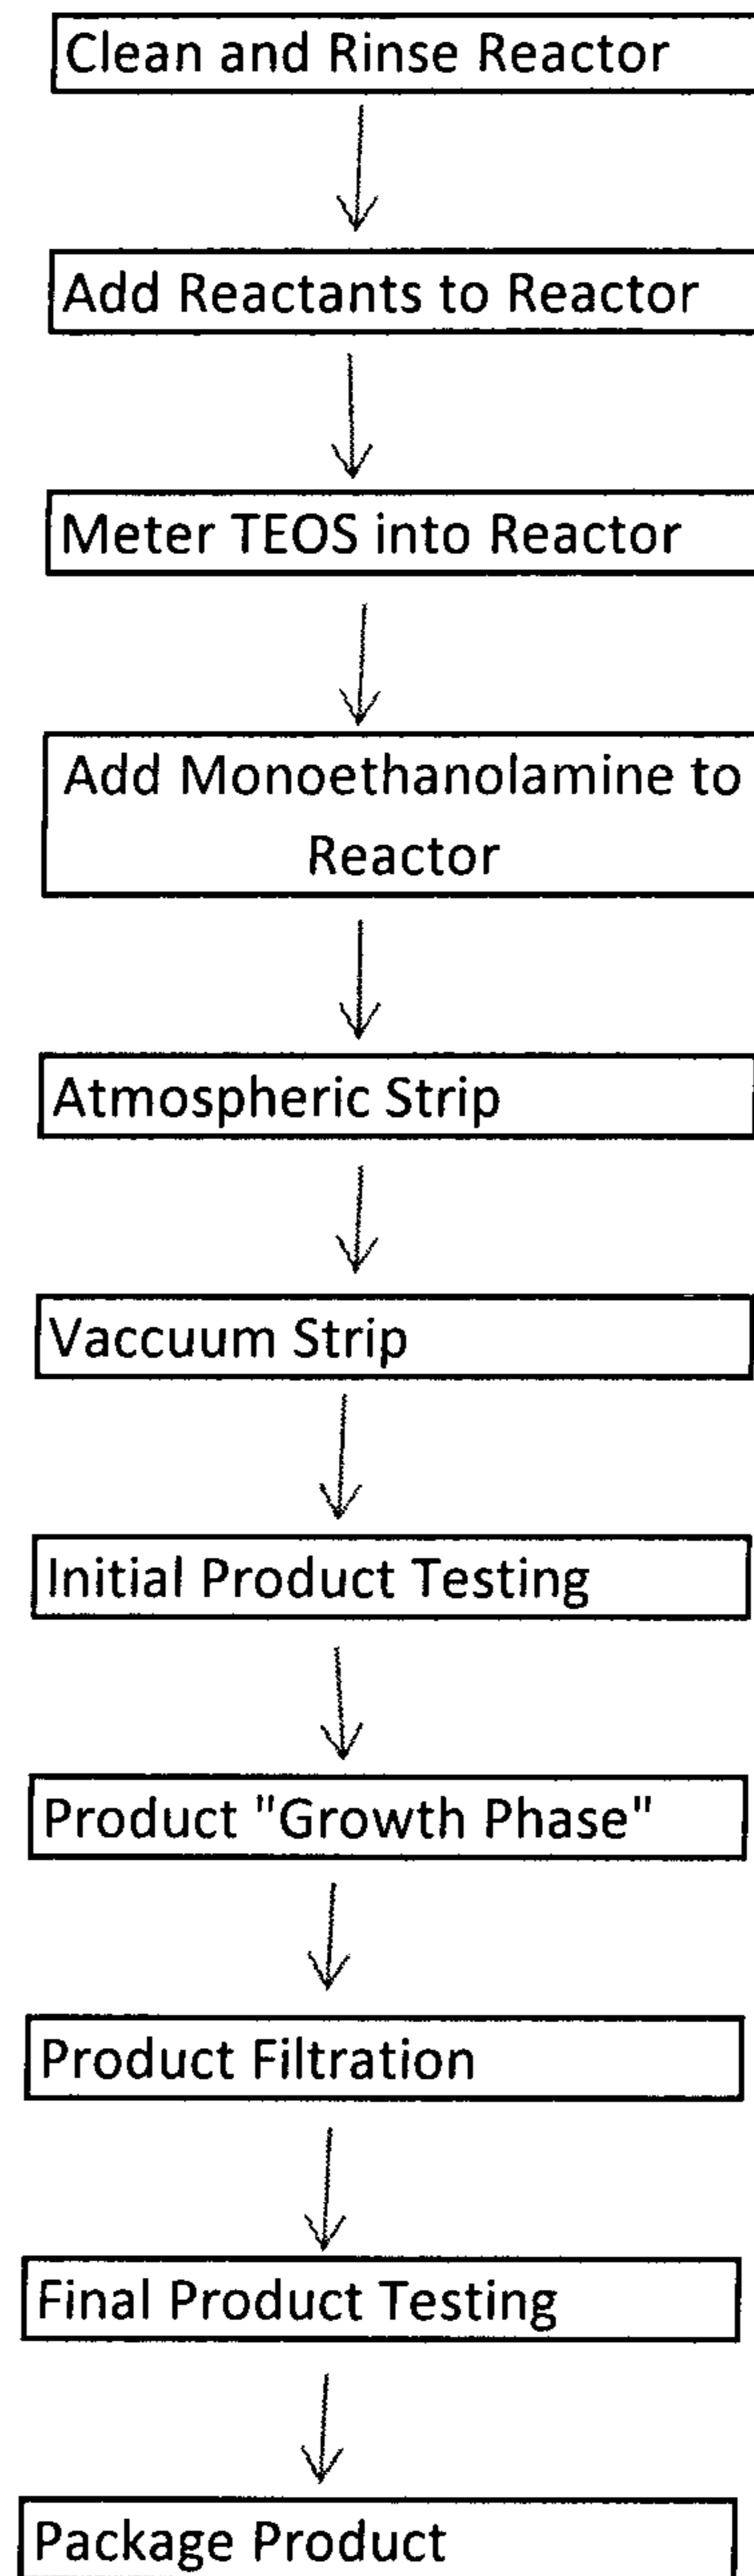 Clean and Rinse Reactor
Add Reactants to Reactor
Meter TEOS into Reactor
Add Monoethanolamine to
Reactor
Atmospheric Strip
Vaccuum Strip
Initial Product Testing
Product "Growth Phase"
Product Filtration
Final Product Testing
Package Product